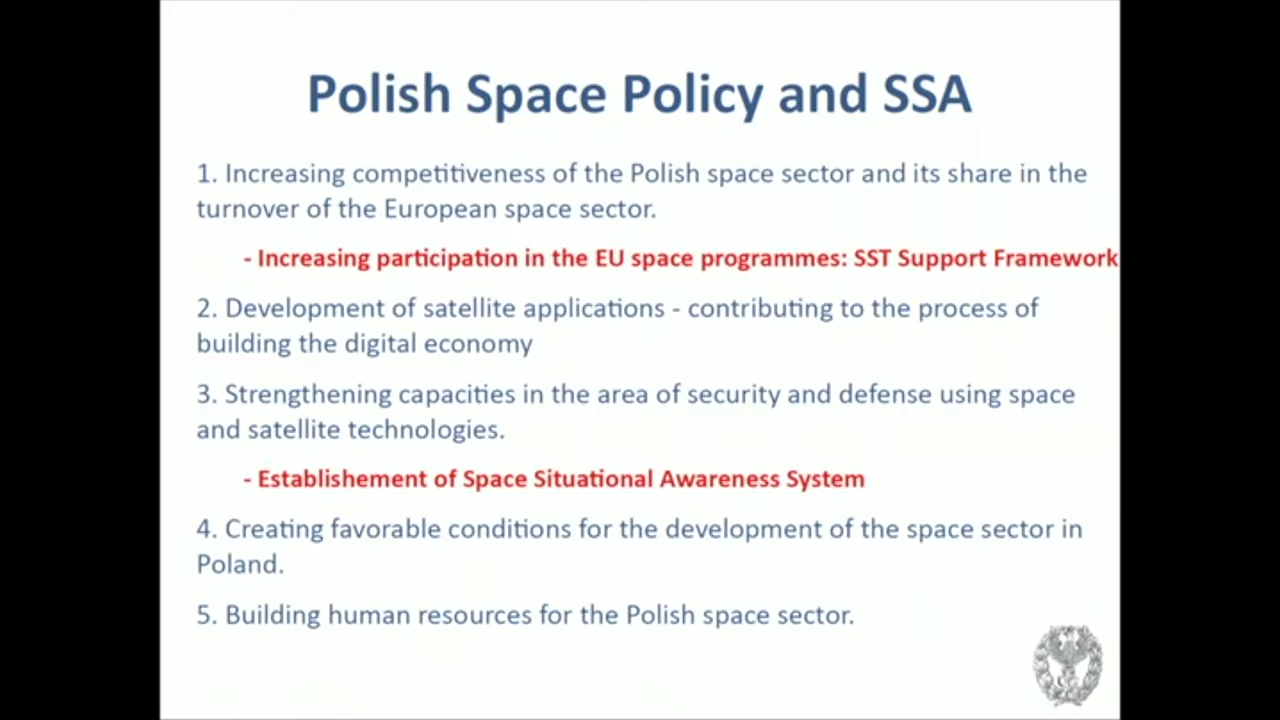 Polish Space Policy and SSA
1. Increasing competitiveness of the Polish space sector and its share in the
turnover of the European space sector.
- Increasing participation in the EU space programmes: SST Support Framework
2. Development of satellite applications - contributing to the process of
building the digital economy
3. Strengthening capacities in the area of security and defense using space
and satellite technologies.
- Establishement of Space Situational Awareness System
4. Creating favorable conditions for the development of the space sector in
Poland.
5. Building human resources for the Polish space sector.